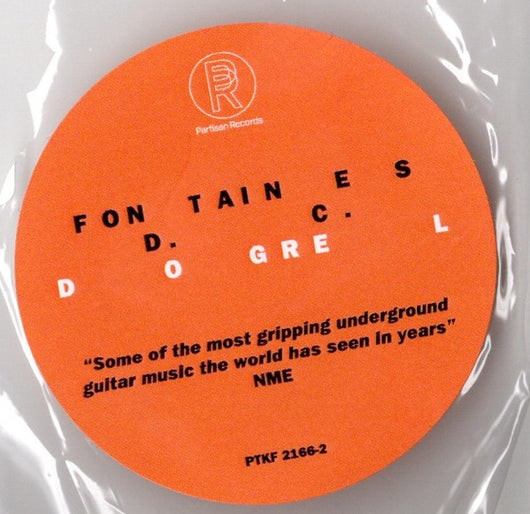 PR
Partisan Records
FON TAIN E S
D. C.
D O GRE L
“Some of the most gripping underground
guitar music the world has seen in years”
NME
PTKF 2166-2